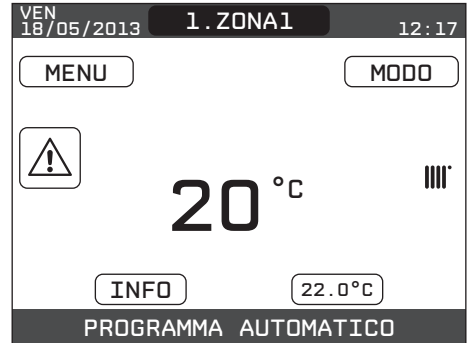 VEN
18/05/2013 1.ZONA1 12:17
MENU MODO
20 °C
INFO 22.0°C
PROGRAMMA AUTOMATICO